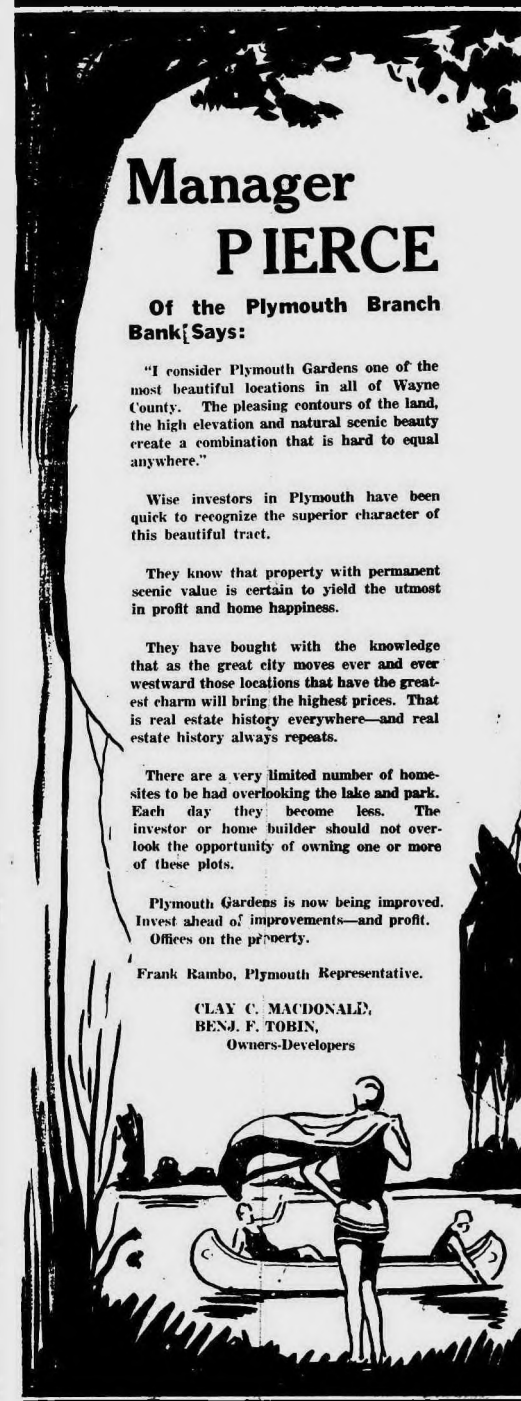 Manager
PIERCE
Of the Plymouth Branch
Bank Says:
"I consider Plymouth Gardens one of the
most beautiful locations in all of Wayne
County. The pleasing contours of the land,
the high elevation and natural scenic beauty
create a combination that is hard to equal
anywhere."
Wise investors in Plymouth have been
quick to recognize the superior character of
this beautiful tract.
They know that property with permanent
scenic value is certain to yield the utmost
in profit and home happiness.
They have bought with the knowledge
that as the great city moves ever and ever
westward those locations that have the great-
est charm will bring the highest prices. That
is real estate history everywhere—and real
estate history always repeats.
There are a very limited number of home-
sites to be had overlooking the lake and park.
Each day they become less. The
investor or home builder should not over-
look the opportunity of owning one or more
of these plots.
Plymouth Gardens is now being improved.
Invest ahead of improvements—and profit.
Offices on the property.
Frank Rambo, Plymouth Representative.
CLAY C. MACDONALD,
BENJ. F. TOBIN,
Owners-Developers